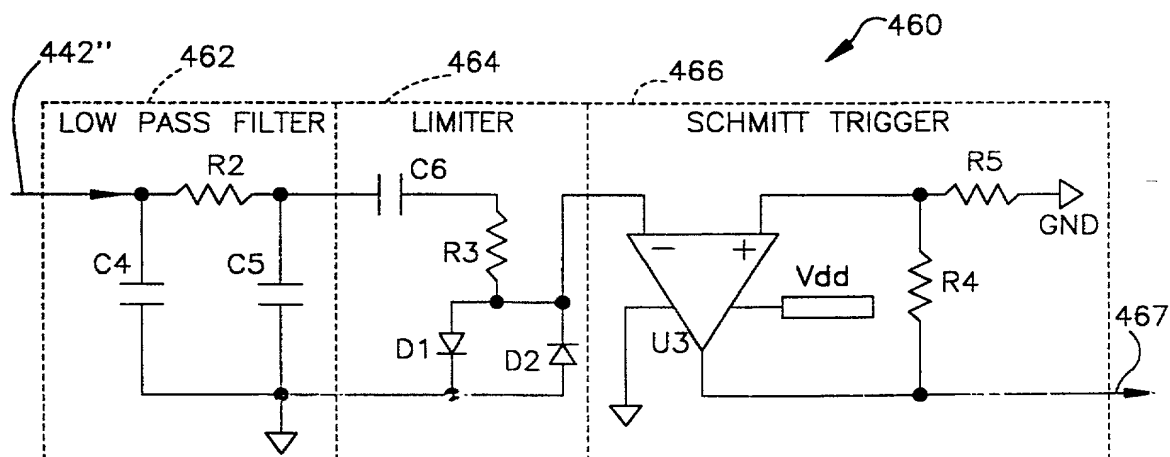 460
442"
462
464
466
LOW PASS FILTER
LIMITER
SCHMITT TRIGGER
R2
C6
R5
GND
C4
C5
R3
−
+
Vdd
R4
D1
D2
U3
467